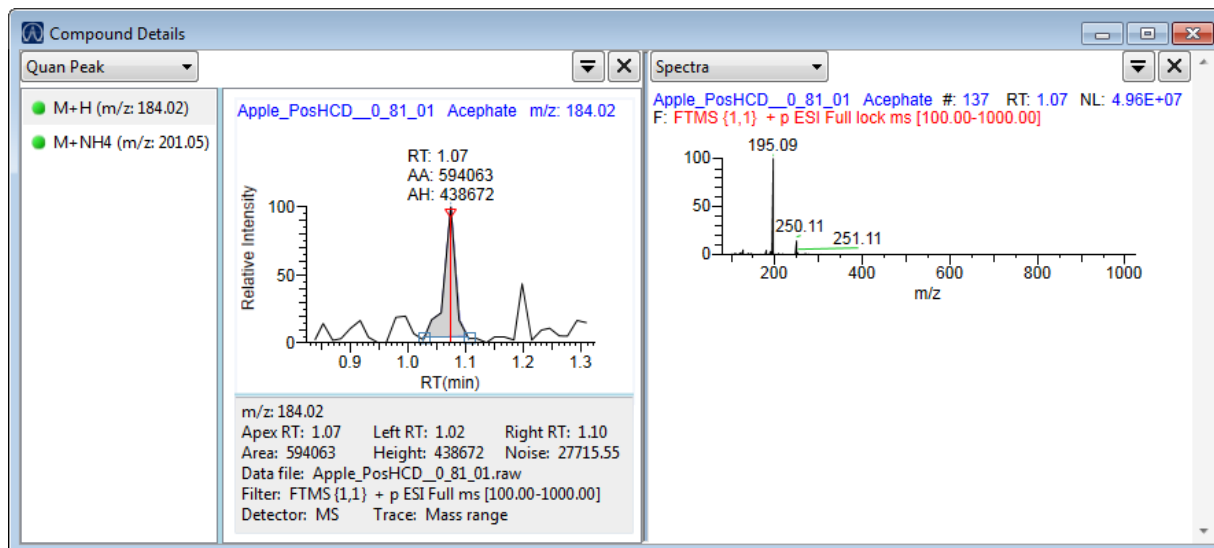 Compound Details
Quan Peak
M+H (m/z: 184.02)
M+NH4 (m/z: 201.05)
Apple_PosHCD__0_81_01 Acephate m/z: 184.02
RT: 1.07
AA: 594063
AH: 438672
Relative Intensity
100
50
0
0.9 1.0 1.1 1.2 1.3
RT(min)
m/z: 184.02
Apex RT: 1.07 Left RT: 1.02 Right RT: 1.10
Area: 594063 Height: 438672 Noise: 27715.55
Data file: Apple_PosHCD__0_81_01.raw
Filter: FTMS {1,1} + p ESI Full ms [100.00-1000.00]
Detector: MS Trace: Mass range
Spectra
Apple_PosHCD__0_81_01 Acephate #: 137 RT: 1.07 NL: 4.96E+07
F: FTMS {1,1} + p ESI Full lock ms [100.00-1000.00]
195.09
100
50
250.11
251.11
0
200 400 600 800 1000
m/z